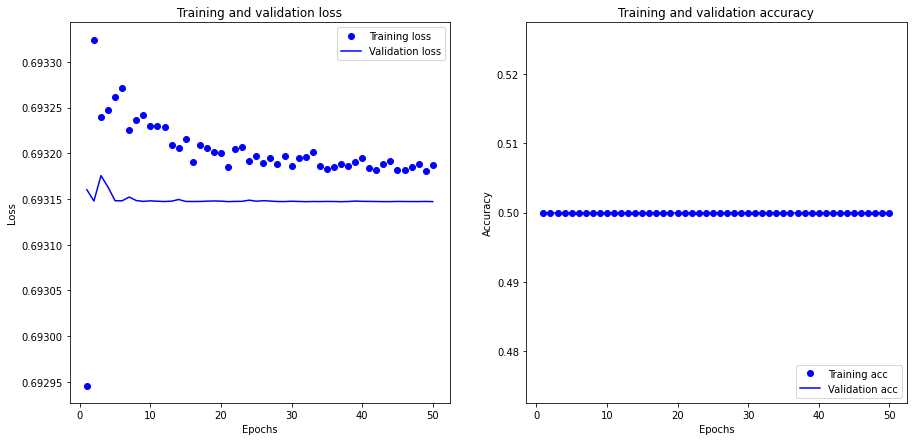 Training and validation loss
Training loss
Validation loss
0.69330
0.69325
0.69320
0.69315
0.69310
0.69305
0.69300
0.69295
Loss
0
10
20
30
40
50
Epochs
Training and validation accuracy
0.52
0.51
0.50
0.49
0.48
Accuracy
Training acc
Validation acc
0
10
20
30
40
50
Epochs